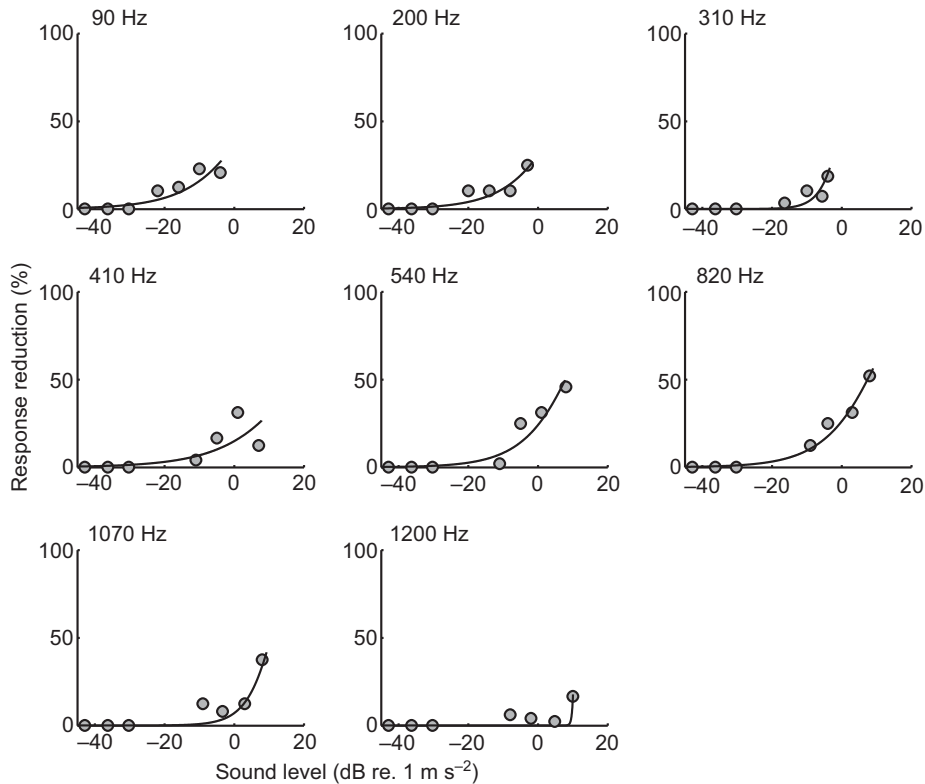 90 Hz 200 Hz 310 Hz
100 100 100
50 50 50
0 0 0
–40 –20 0 20 –40 –20 0 20 –40 –20 0 20
410 Hz 540 Hz 820 Hz
100 100 100
50 50 50
0 0 0
–40 –20 0 20 –40 –20 0 20 –40 –20 0 20
Response reduction (%)
1070 Hz 1200 Hz
100 100
50 50
0 0
–40 –20 0 20 –40 –20 0 20
Sound level (dB re. 1 m s⁻²)